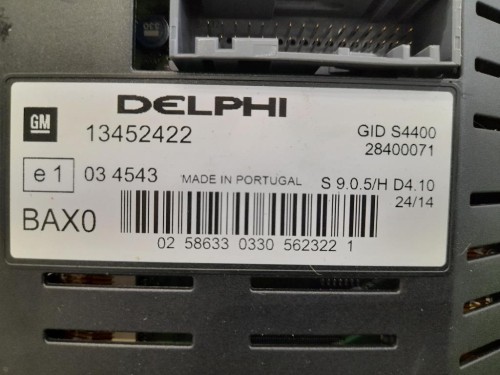 DELPHI
GM 13452422 GID S4400
28400071
e1 03 4543 MADE IN PORTUGAL S 9.0.5/H D4.10
24/14
BAX0
02 58633 0330 562322 1